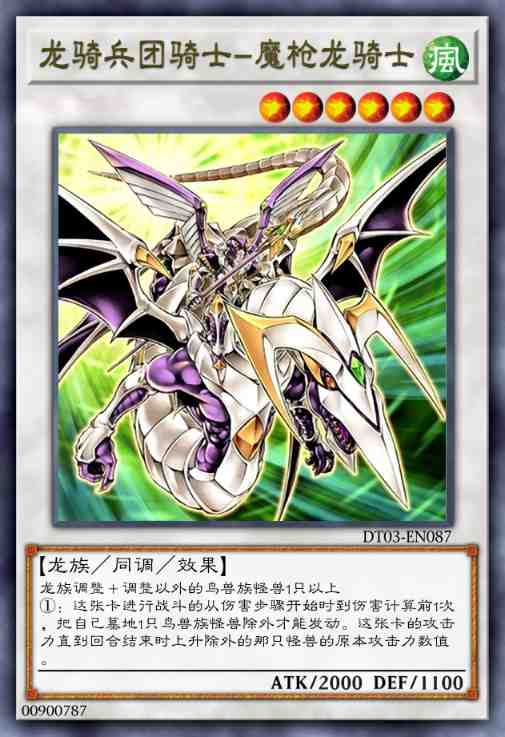 龙骑兵团骑士-魔枪龙骑士
瘋
DT03-EN087
【龙族／同调／效果】
龙族调整＋调整以外的鸟兽族怪兽1只以上
①：这张卡进行战斗的从伤害步骤开始时到伤害计算前1次
，把自己墓地1只鸟兽族怪兽除外才能发动。这张卡的攻击
力直到回合结束时上升除外的那只怪兽的原本攻击力数值
。
ATK/2000 DEF/1100
00900787